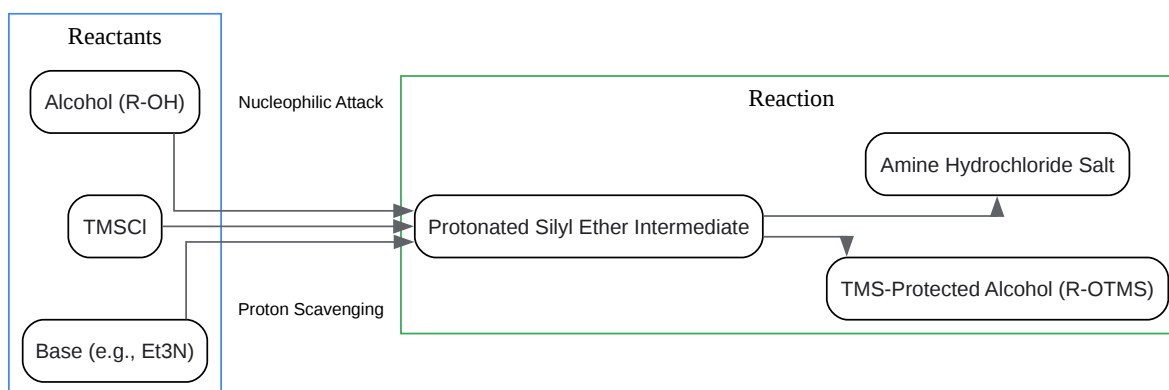 Reactants
Alcohol (R-OH)
Nucleophilic Attack
Reaction
Amine Hydrochloride Salt
TMSCl
Protonated Silyl Ether Intermediate
TMS-Protected Alcohol (R-OTMS)
Proton Scavenging
Base (e.g., Et3N)